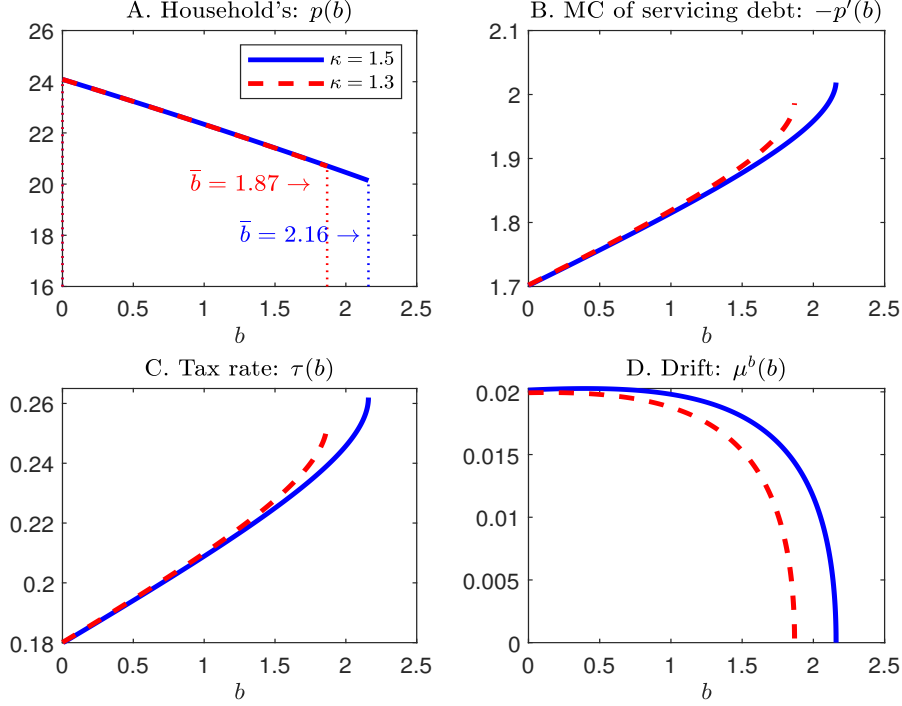 A. Household's: p(b)
26
24
22
20
18
16
κ = 1.5
κ = 1.3
b̅ = 1.87 →
b̅ = 2.16 →
0 0.5 1 1.5 2 2.5
b
B. MC of servicing debt: −p′(b)
2.1
2
1.9
1.8
1.7
0 0.5 1 1.5 2 2.5
b
C. Tax rate: τ(b)
0.26
0.24
0.22
0.2
0.18
0 0.5 1 1.5 2 2.5
b
D. Drift: μᵇ(b)
0.02
0.015
0.01
0.005
0
0 0.5 1 1.5 2 2.5
b